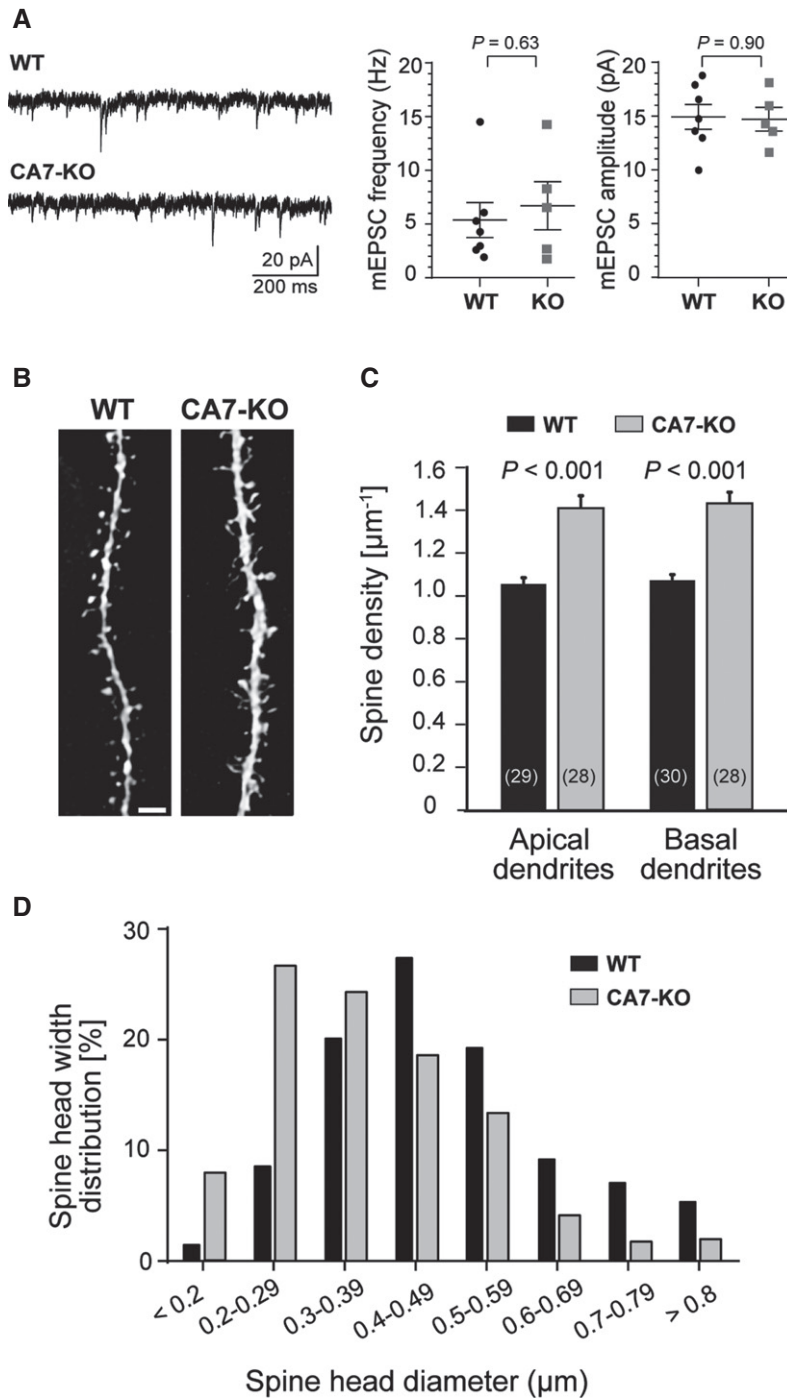 A
WT
CA7-KO
20 pA
200 ms
P = 0.63
mEPSC frequency (Hz)
20
15
10
5
0
WT KO
P = 0.90
mEPSC amplitude (pA)
20
15
10
5
0
WT KO
B
WT CA7-KO
C
WT CA7-KO
P < 0.001 P < 0.001
Spine density [µm⁻¹]
1.6
1.4
1.2
1.0
0.8
0.6
0.4
0.2
0
(29) (28) (30) (28)
Apical Basal
dendrites dendrites
D
WT
CA7-KO
Spine head width
distribution [%]
30
20
10
0
< 0.2 0.2-0.29 0.3-0.39 0.4-0.49 0.5-0.59 0.6-0.69 0.7-0.79 > 0.8
Spine head diameter (µm)